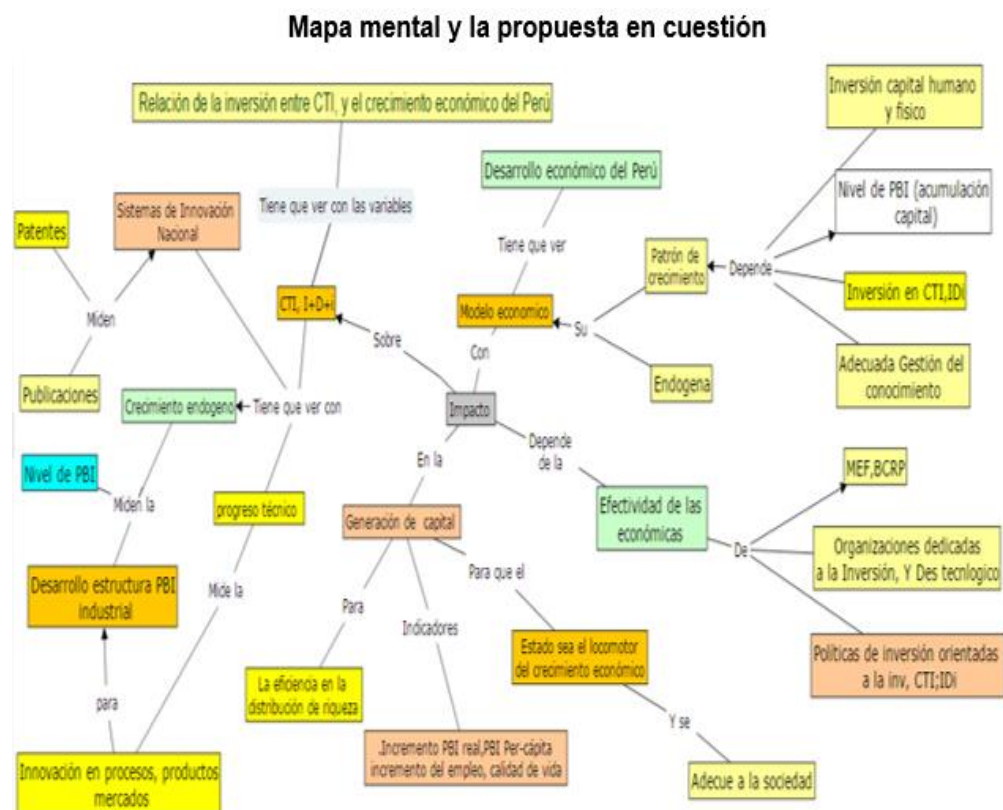 Mapa mental y la propuesta en cuestión
Relación de la inversión entre CTI, y el crecimiento económico del Perú
Inversión capital humano
y fisico
Desarrollo económico del Perú
Nivel de PBI (acumulación
capital)
Tiene que ver con las variables
Sistemas de Innovación
Nacional
Patentes
Tiene que ver
Patrón de
crecimiento
Depende
Inversión en CTI,IDi
CTI, I+D+i
Modelo economico
Miden
Su
Sobre
Con
Adecuada Gestión del
conocimiento
Endogena
Publicaciones
Crecimiento endogeno
Tiene que ver con
Impacto
Depende
de la
En la
MEF,BCRP
Nivel de PBI
Miden la
progreso técnico
Generación de capital
Efectividad de las
económicas
De
Organizaciones dedicadas
a la Inversión, Y Des tecnlogico
Desarrollo estructura PBI
industrial
Mide la
Para que el
Para
Indicadores
Estado sea el locomotor
del crecimiento económico
Políticas de inversión orientadas
a la inv, CTI;IDi
La eficiencia en la
distribución de riqueza
para
Y se
.Incremento PBI real,PBI Per-cápita
incremento del empleo, calidad de vida
Innovación en procesos, productos
mercados
Adecue a la sociedad